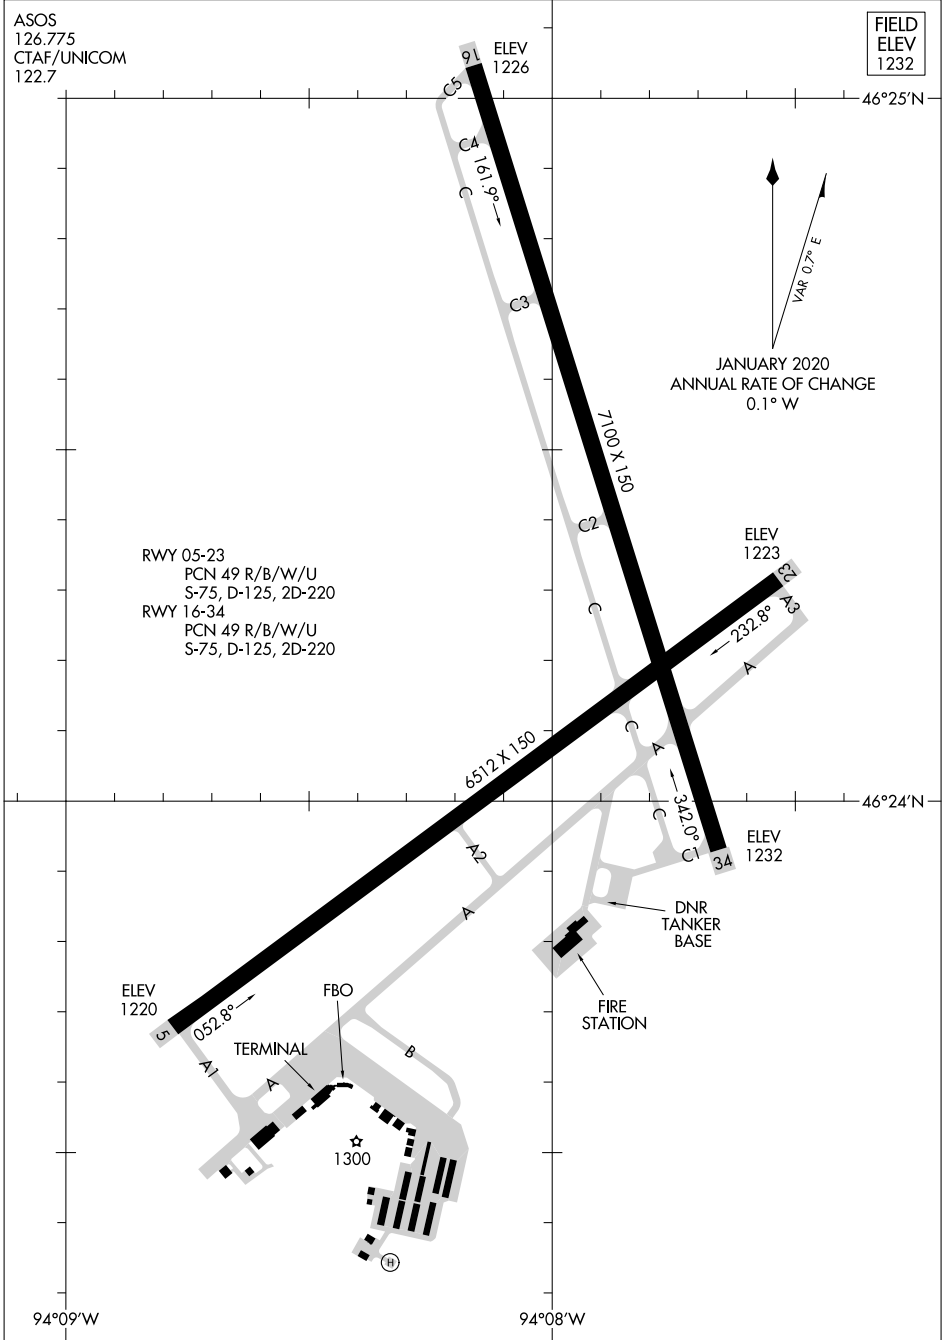 ASOS
126.775
CTAF/UNICOM
122.7
FIELD
ELEV
1232
16
ELEV
1226
46°25'N
C5
C4
161.9°
C
C3
VAR 0.7° E
JANUARY 2020
ANNUAL RATE OF CHANGE
0.1° W
7100 X 150
C2
ELEV
1223
23
A3
RWY 05-23
PCN 49 R/B/W/U
S-75, D-125, 2D-220
RWY 16-34
PCN 49 R/B/W/U
S-75, D-125, 2D-220
C
232.8°
A
C
A
6512 X 150
342.0°
46°24'N
C
C1
34
ELEV
1232
A2
A
DNR
TANKER
BASE
FIRE
STATION
ELEV
1220
5
052.8°
FBO
TERMINAL
A1
A
B
1300
H
94°09'W
94°08'W